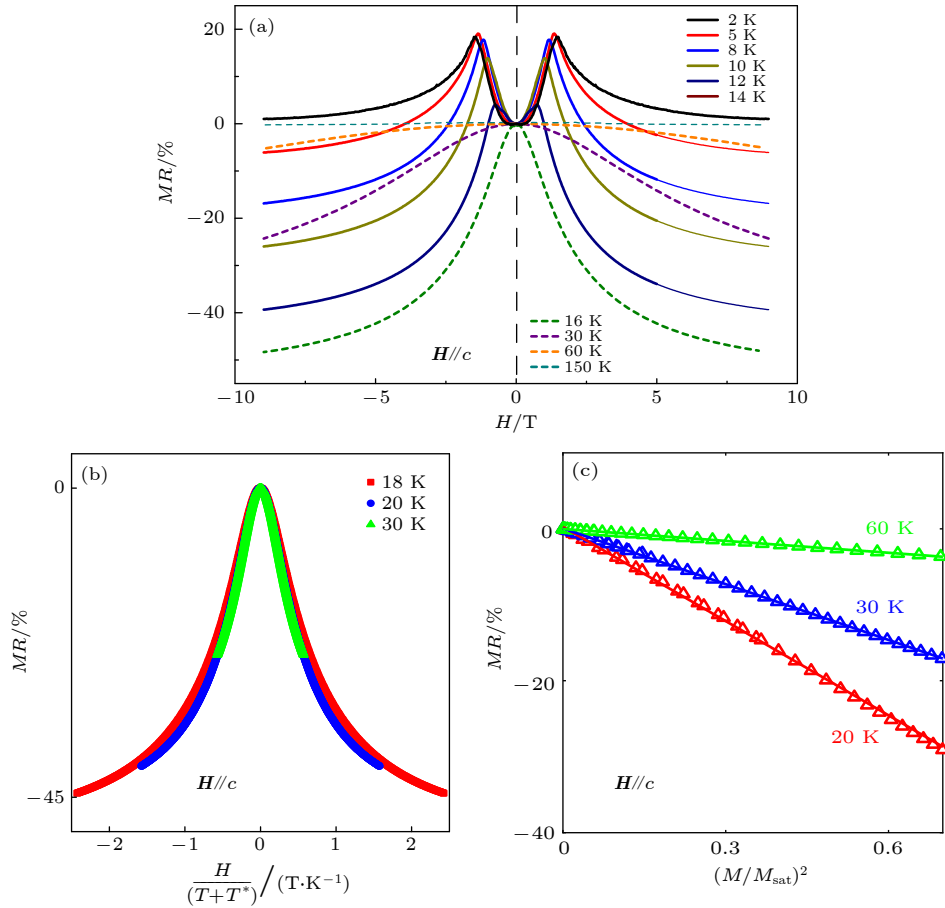 (a)
20
0
−20
−40
MR/%
2 K
5 K
8 K
10 K
12 K
14 K
16 K
30 K
60 K
150 K
H//c
−10
−5
0
5
10
H/T
(b)
0
−45
MR/%
18 K
20 K
30 K
H//c
−2
−1
0
1
2
H/(T+T*) / (T·K⁻¹)
(c)
0
−20
−40
MR/%
60 K
30 K
20 K
H//c
0
0.3
0.6
(M/Msat)²